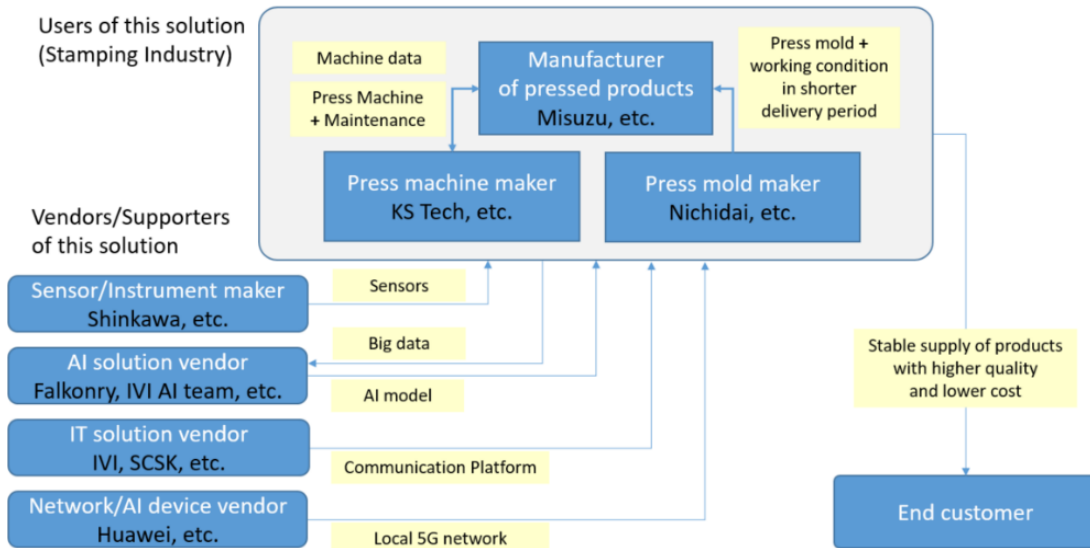 Users of this solution
(Stamping Industry)
Machine data
Press Machine
+ Maintenance
Manufacturer
of pressed products
Misuzu, etc.
Press mold +
working condition
in shorter
delivery period
Press machine maker
KS Tech, etc.
Press mold maker
Nichidai, etc.
Vendors/Supporters
of this solution
Sensor/Instrument maker
Shinkawa, etc.
Sensors
AI solution vendor
Falkonry, IVI AI team, etc.
Big data
AI model
IT solution vendor
IVI, SCSK, etc.
Communication Platform
Network/AI device vendor
Huawei, etc.
Local 5G network
Stable supply of products
with higher quality
and lower cost
End customer